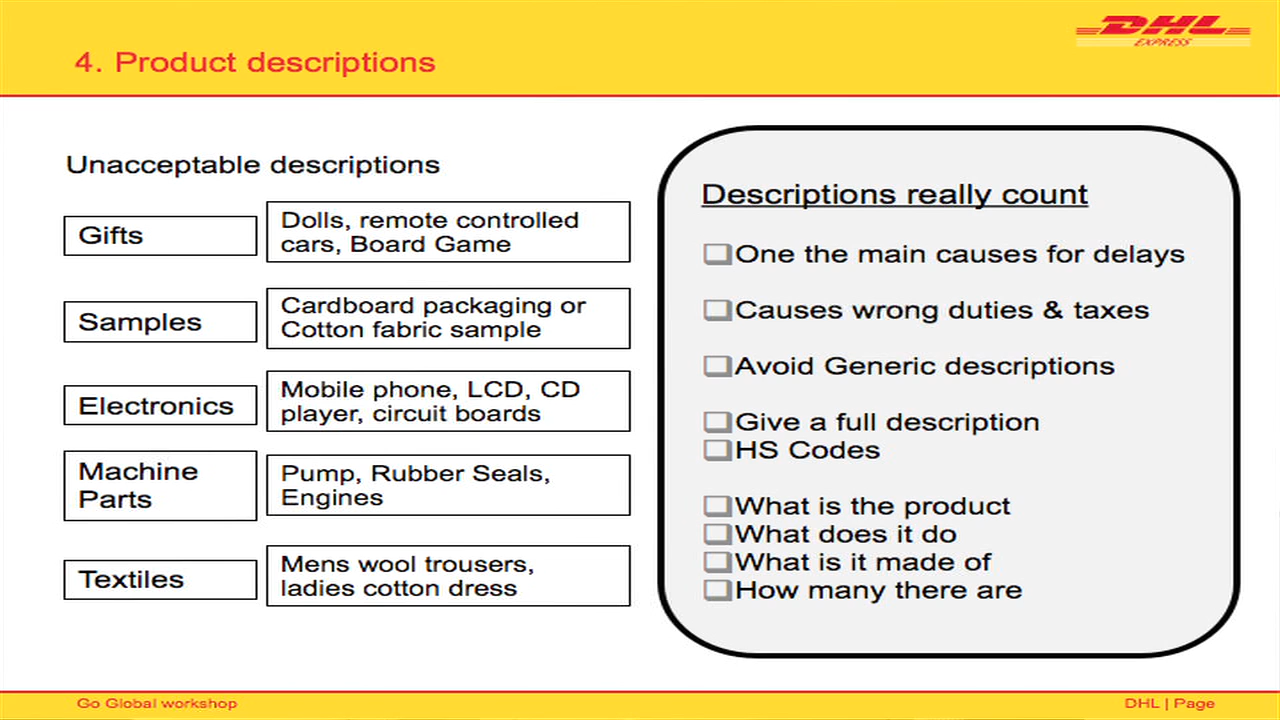 DHL
EXPRESS
4. Product descriptions
Unacceptable descriptions
Gifts
Dolls, remote controlled
cars, Board Game
Samples
Cardboard packaging or
Cotton fabric sample
Electronics
Mobile phone, LCD, CD
player, circuit boards
Machine
Parts
Pump, Rubber Seals,
Engines
Textiles
Mens wool trousers,
ladies cotton dress
Descriptions really count
One the main causes for delays
Causes wrong duties & taxes
Avoid Generic descriptions
Give a full description
HS Codes
What is the product
What does it do
What is it made of
How many there are
Go Global workshop
DHL | Page